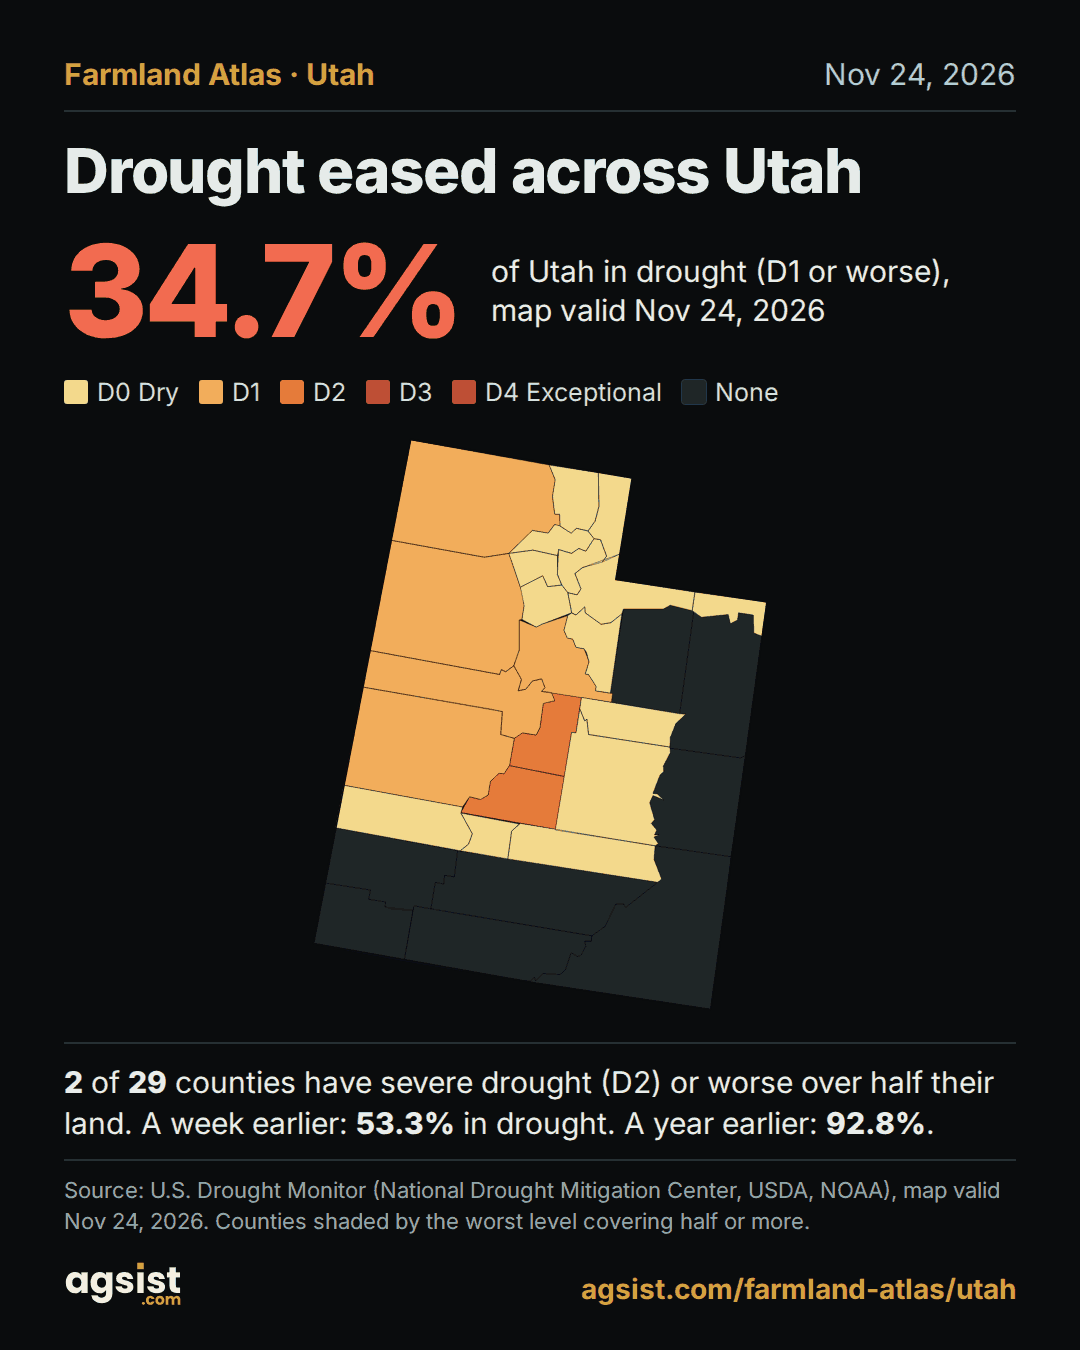 Farmland Atlas · Utah
Nov 24, 2026
Drought eased across Utah
34.7%
of Utah in drought (D1 or worse),
map valid Nov 24, 2026
D0 Dry D1 D2 D3 D4 Exceptional None
2 of 29 counties have severe drought (D2) or worse over half their
land. A week earlier: 53.3% in drought. A year earlier: 92.8%.
Source: U.S. Drought Monitor (National Drought Mitigation Center, USDA, NOAA), map valid
Nov 24, 2026. Counties shaded by the worst level covering half or more.
agsist
.com
agsist.com/farmland-atlas/utah